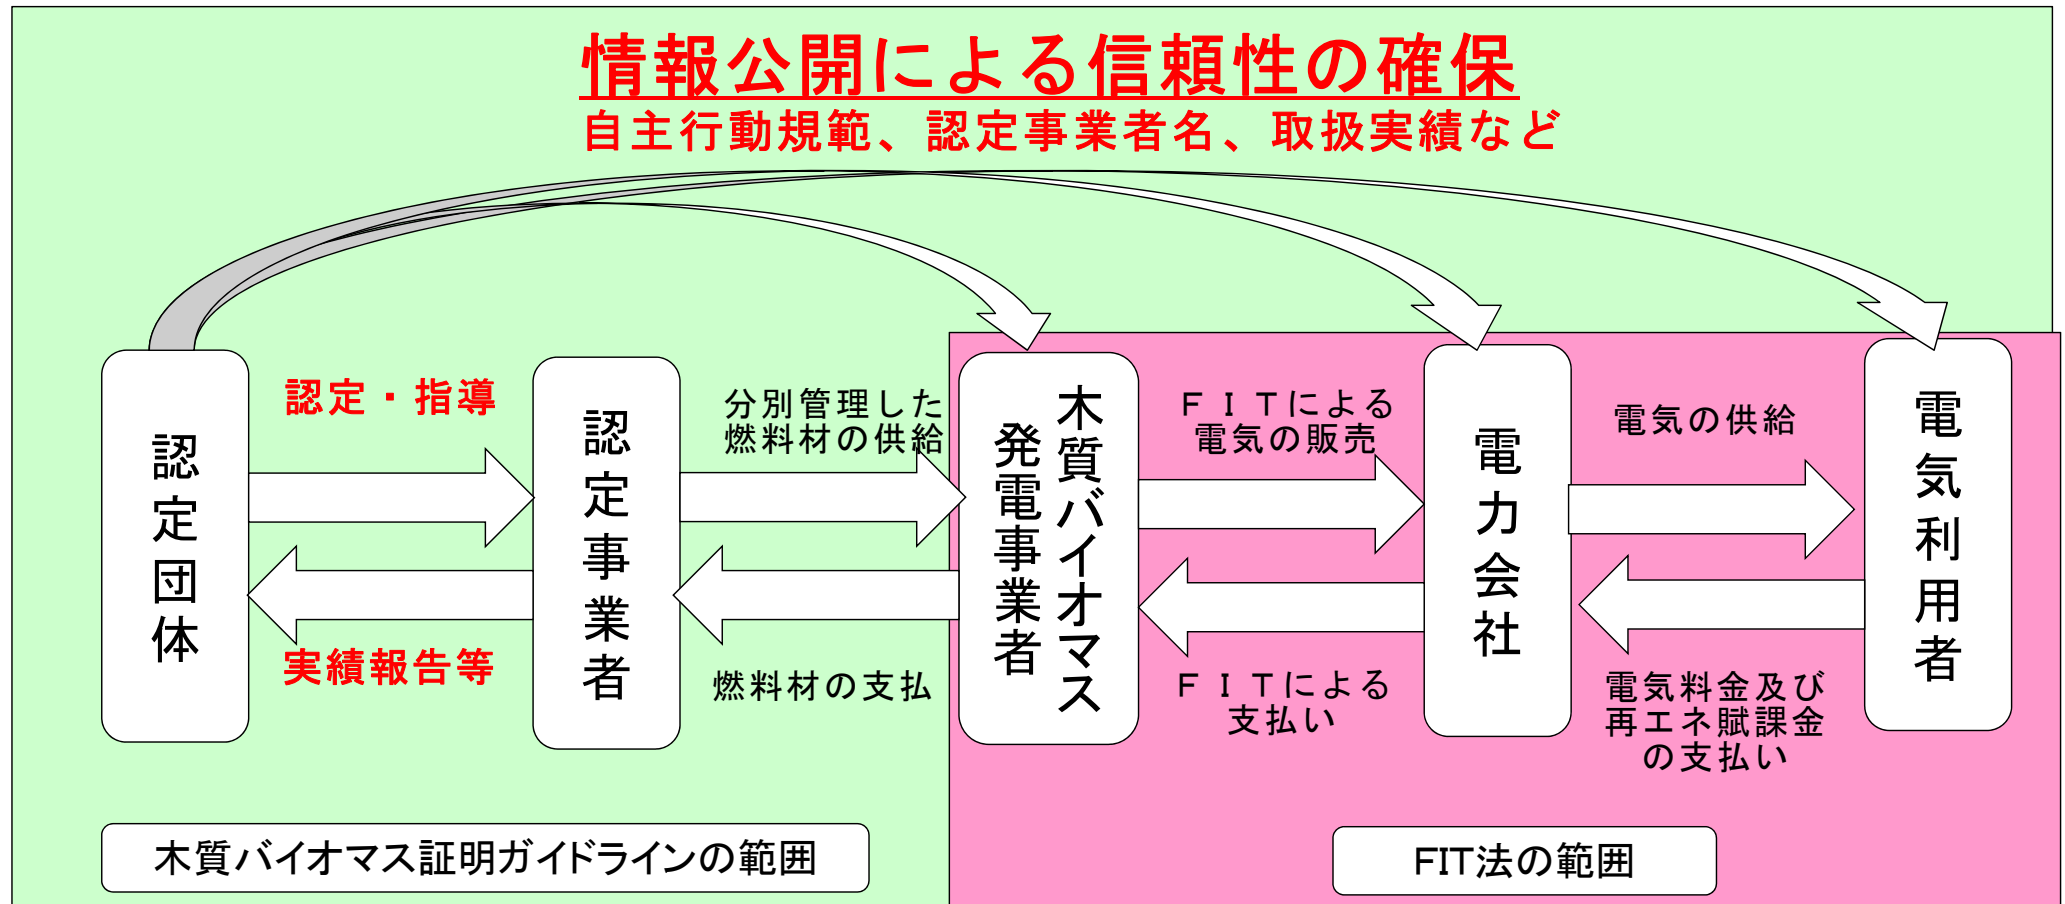 情報公開による信頼性の確保
自主行動規範、認定事業者名、取扱実績など
認定団体
認定・指導
実績報告等
認定事業者
分別管理した
燃料材の供給
燃料材の支払
木質バイオマス
発電事業者
ＦＩＴによる
電気の販売
ＦＩＴによる
支払い
電力会社
電気の供給
電気料金及び
再エネ賦課金
の支払い
電気利用者
木質バイオマス証明ガイドラインの範囲
FIT法の範囲